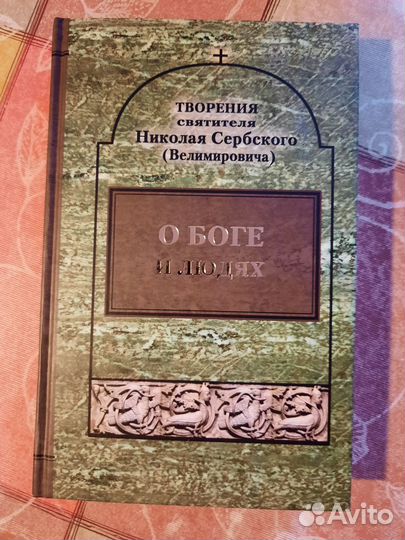 ТВОРЕНИЯ
святителя
Николая Сербского
(Велимировича)
О БОГЕ
И ЛЮДЯХ
Avito